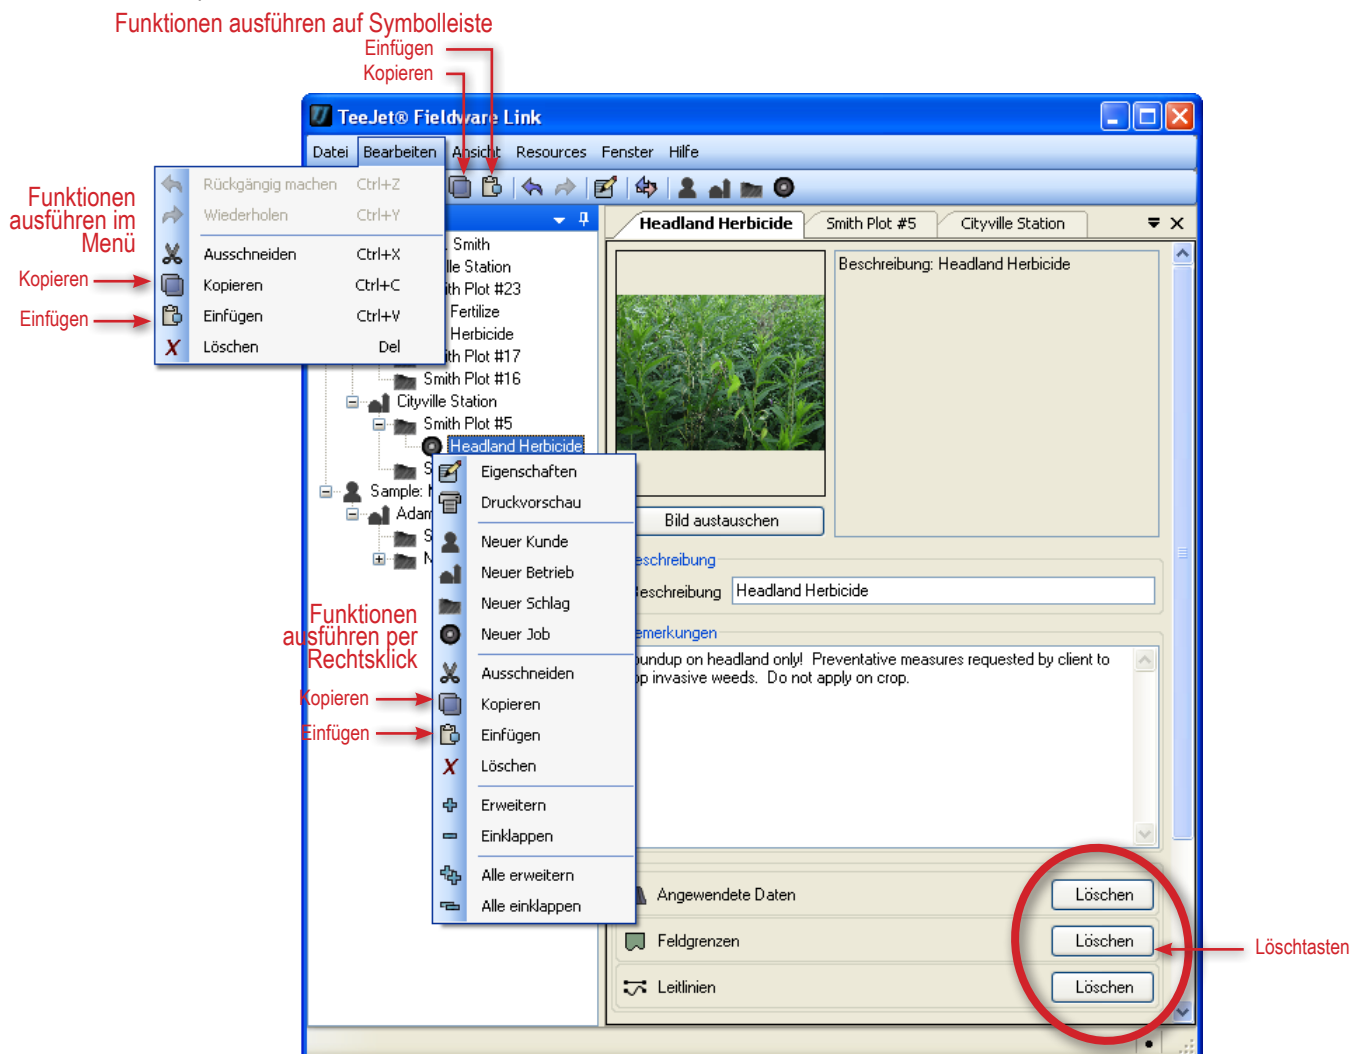 Funktionen ausführen auf Symbolleiste
Einfügen
Kopieren
TeeJet® Fieldware Link
Datei Bearbeiten Ansicht Resources Fenster Hilfe
Funktionen
ausführen im
Menü
Kopieren
Einfügen
Rückgängig machen Ctrl+Z
Wiederholen Ctrl+Y
Ausschneiden Ctrl+X
Kopieren Ctrl+C
Einfügen Ctrl+V
Löschen Del
Smith
lle Station
ith Plot #23
Fertilize
Herbicide
ith Plot #17
Smith Plot #16
Cityville Station
Smith Plot #5
Headland Herbicide
S
Sample: 
Adam
S
N
Funktionen
ausführen per
Rechtsklick
Kopieren
Einfügen
Eigenschaften
Druckvorschau
Neuer Kunde
Neuer Betrieb
Neuer Schlag
Neuer Job
Ausschneiden
Kopieren
Einfügen
Löschen
Erweitern
Einklappen
Alle erweitern
Alle einklappen
Headland Herbicide Smith Plot #5 Cityville Station
Beschreibung: Headland Herbicide
Bild austauschen
eschreibung
Beschreibung Headland Herbicide
emerkungen
undup on headland only! Preventative measures requested by client to
op invasive weeds. Do not apply on crop.
Angewendete Daten Löschen
Feldgrenzen Löschen
Leitlinien Löschen
Löschtasten